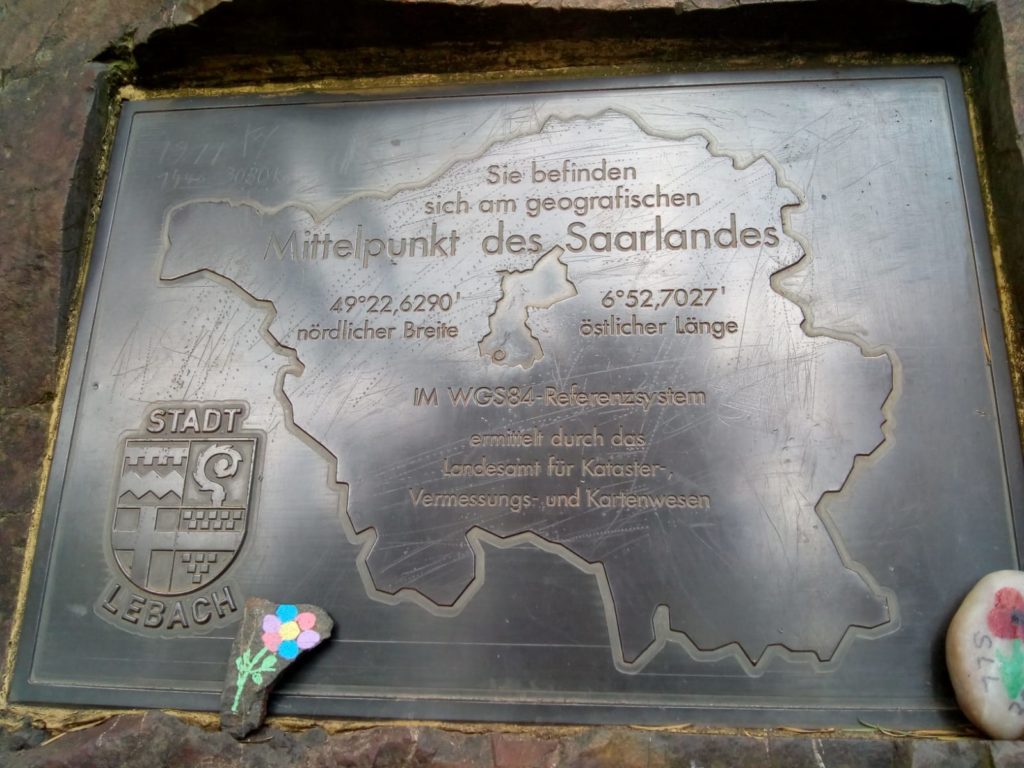 Sie befinden
sich am geografischen
Mittelpunkt des Saarlandes
49°22,6290'
nördlicher Breite
6°52,7027'
östlicher Länge
IM WGS84-Referenzsystem
ermittelt durch das
Landesamt für Kataster-,
Vermessungs- und Kartenwesen
STADT
LEBACH